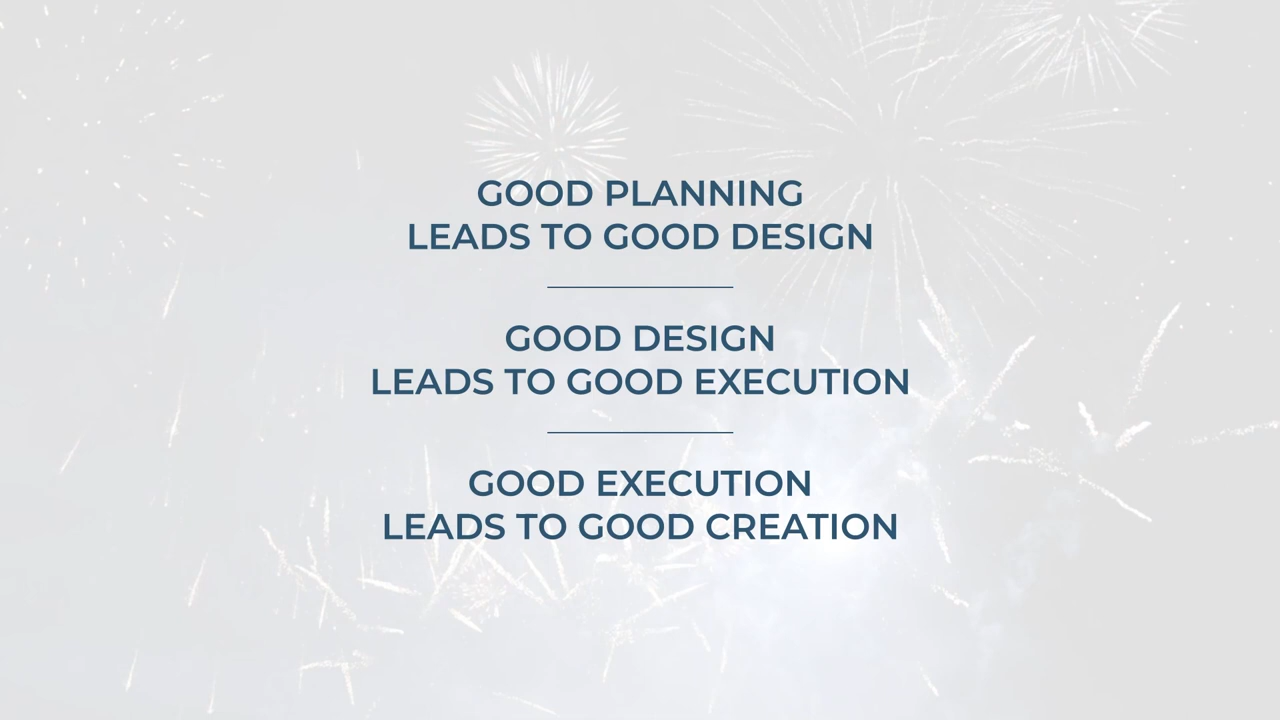 GOOD PLANNING
LEADS TO GOOD DESIGN
GOOD DESIGN
LEADS TO GOOD EXECUTION
GOOD EXECUTION
LEADS TO GOOD CREATION